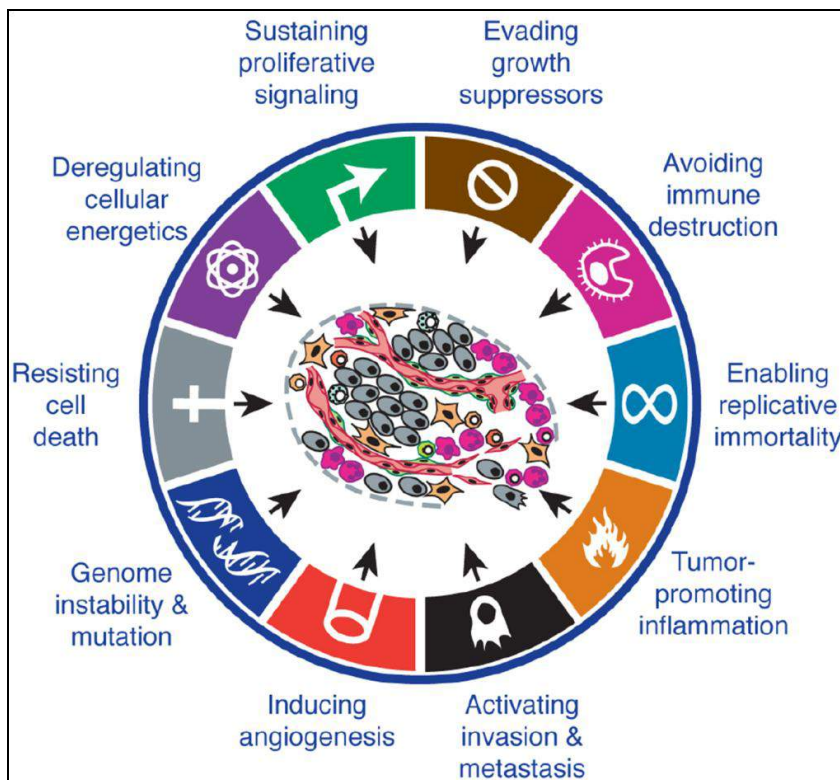 Sustaining
proliferative
signaling
Evading
growth
suppressors
Avoiding
immune
destruction
Enabling
replicative
immortality
Tumor-
promoting
inflammation
Activating
invasion &
metastasis
Inducing
angiogenesis
Genome
instability &
mutation
Resisting
cell
death
Deregulating
cellular
energetics